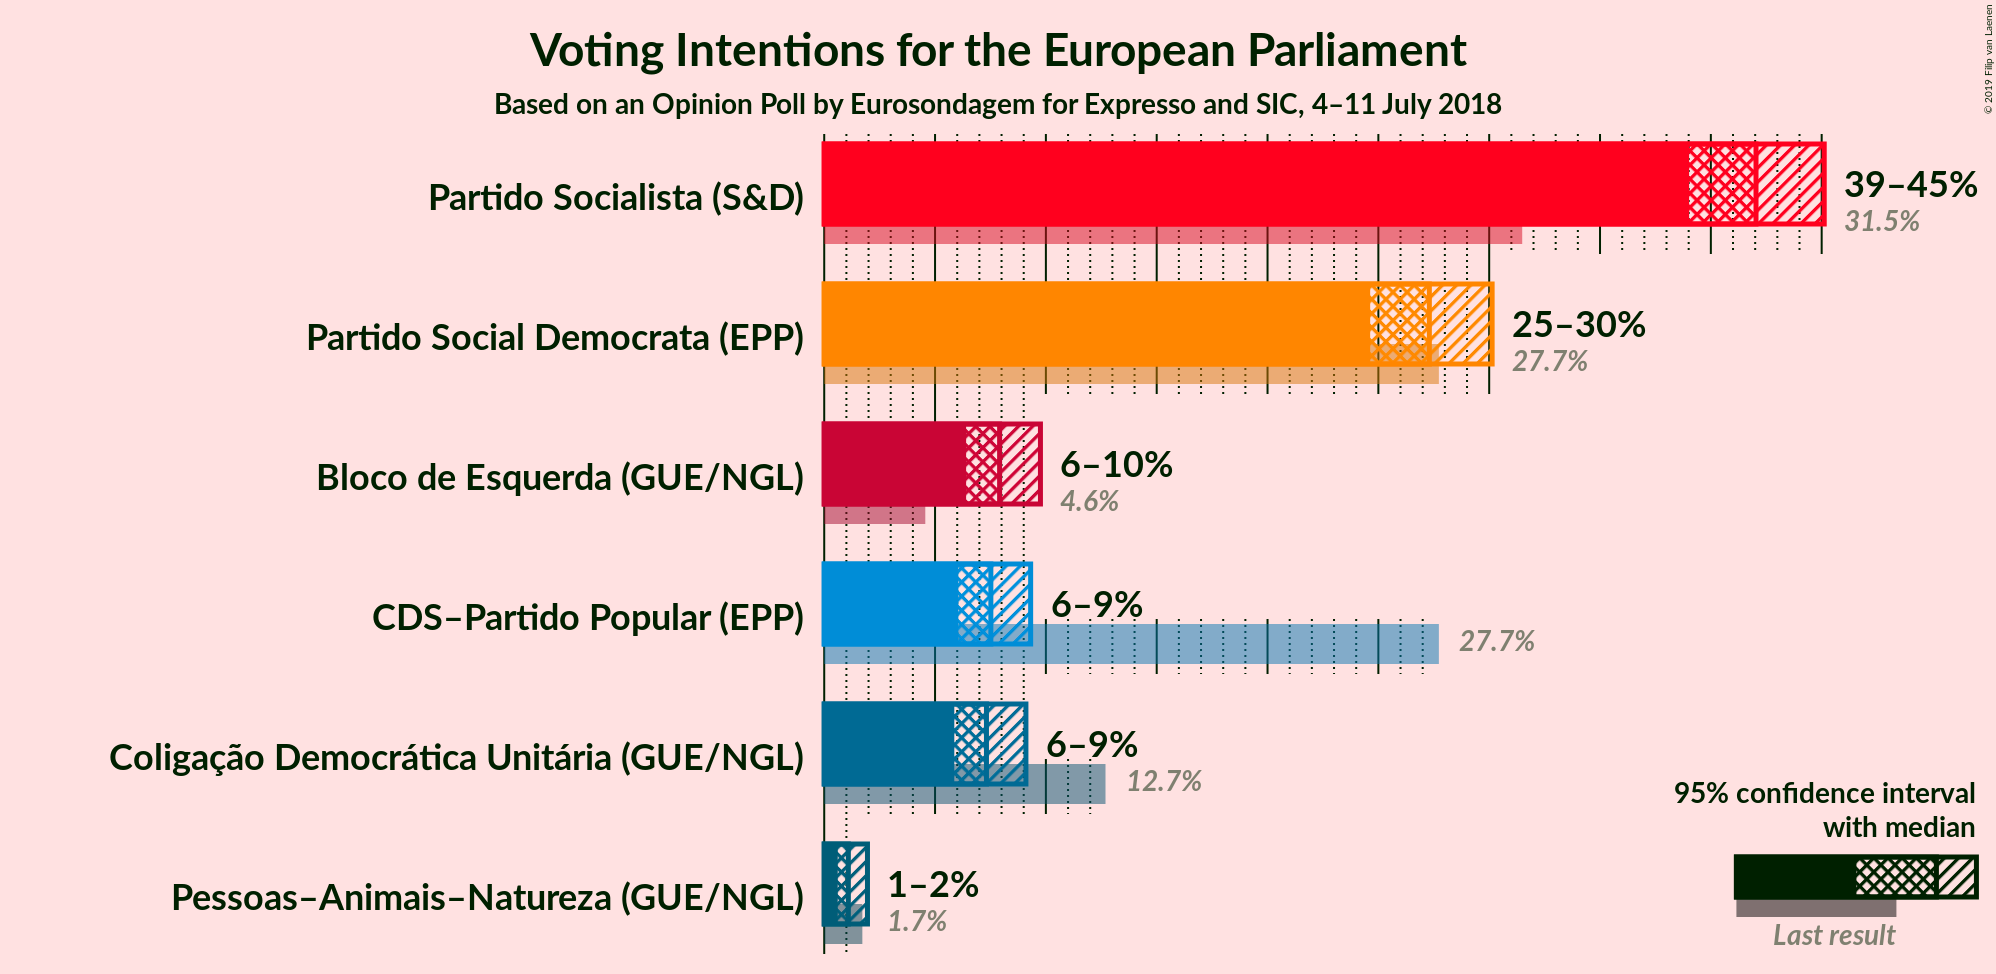 Voting Intentions for the European Parliament
Based on an Opinion Poll by Eurosondagem for Expresso and SIC, 4–11 July 2018
© 2019 Filip van Laenen
Partido Socialista (S&D)
39–45%
31.5%
Partido Social Democrata (EPP)
25–30%
27.7%
Bloco de Esquerda (GUE/NGL)
6–10%
4.6%
CDS–Partido Popular (EPP)
6–9%
27.7%
Coligação Democrática Unitária (GUE/NGL)
6–9%
12.7%
Pessoas–Animais–Natureza (GUE/NGL)
1–2%
1.7%
95% confidence interval
with median
Last result